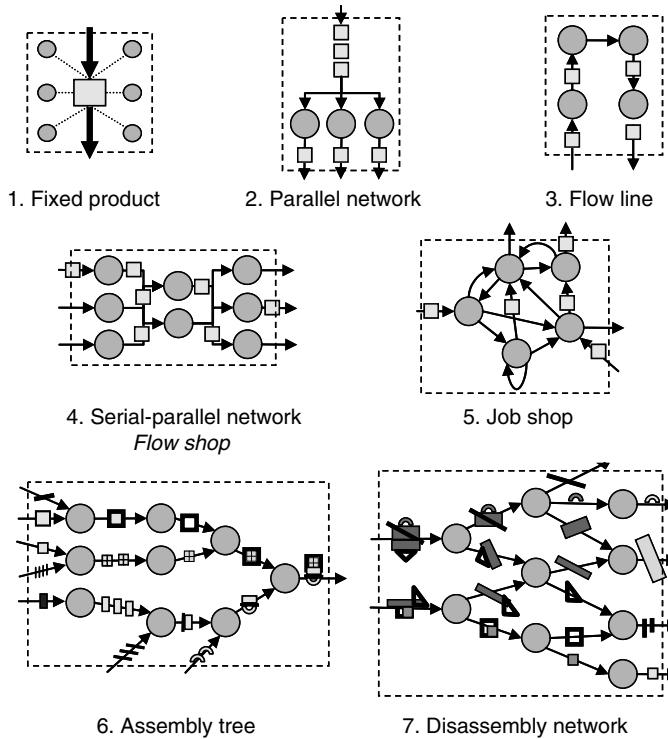 1. Fixed product
2. Parallel network
3. Flow line
4. Serial-parallel network
Flow shop
5. Job shop
6. Assembly tree
7. Disassembly network